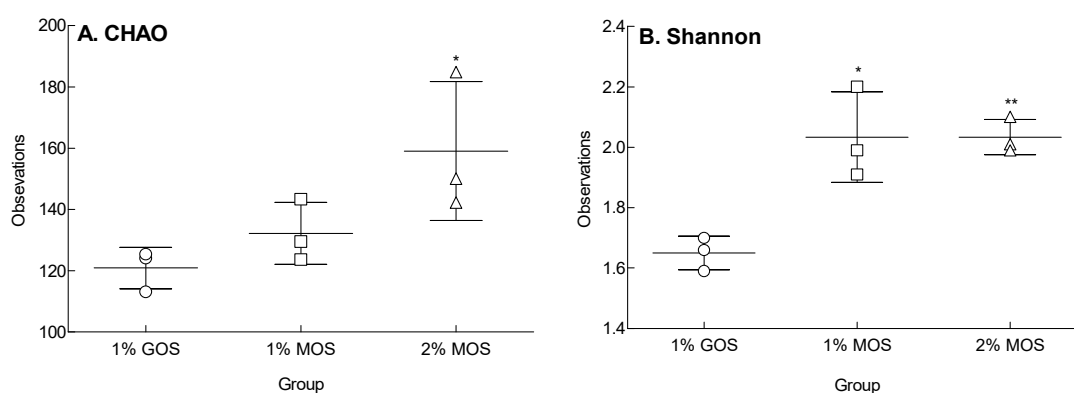 A. CHAO
200
180
160
140
120
100
Obsevations
*
1% GOS
1% MOS
2% MOS
Group
B. Shannon
2.4
2.2
2.0
1.8
1.6
1.4
Observations
*
**
1% GOS
1% MOS
2% MOS
Group